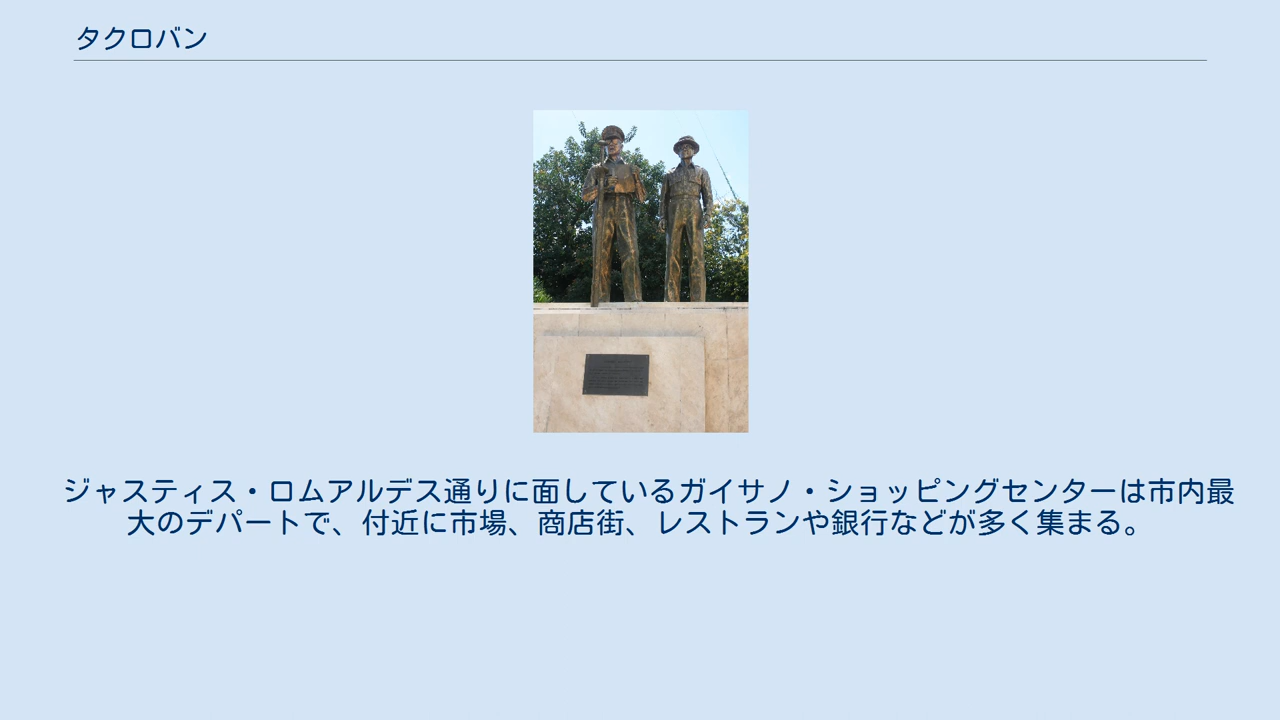 タクロバン
ジャスティス・ロムアルデス通りに面しているガイサノ・ショッピングセンターは市内最
大のデパートで、付近に市場、商店街、レストランや銀行などが多く集まる。